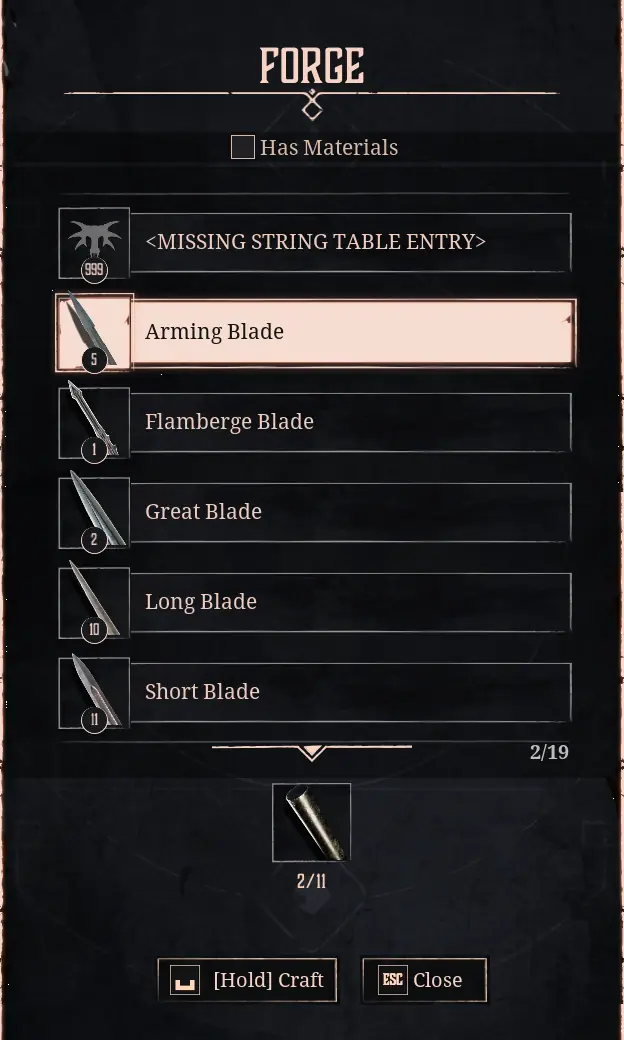 FORGE
Has Materials
999
<MISSING STRING TABLE ENTRY>
5
Arming Blade
1
Flamberge Blade
2
Great Blade
10
Long Blade
11
Short Blade
2/19
2/11
[Hold] Craft
ESC Close